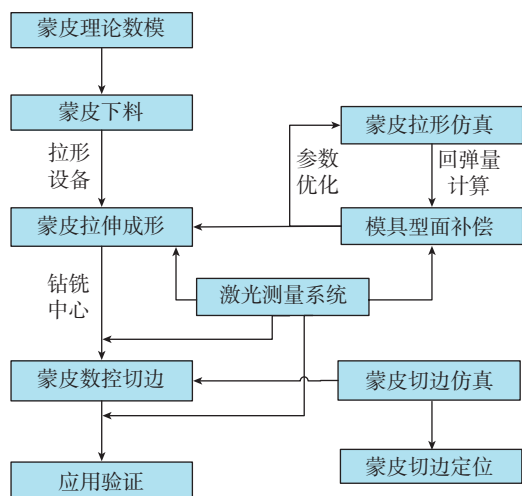 蒙皮理论数模
蒙皮下料
蒙皮拉形仿真
拉形
设备
参数
优化
回弹量
计算
蒙皮拉伸成形
模具型面补偿
钻铣
中心
激光测量系统
蒙皮数控切边
蒙皮切边仿真
应用验证
蒙皮切边定位